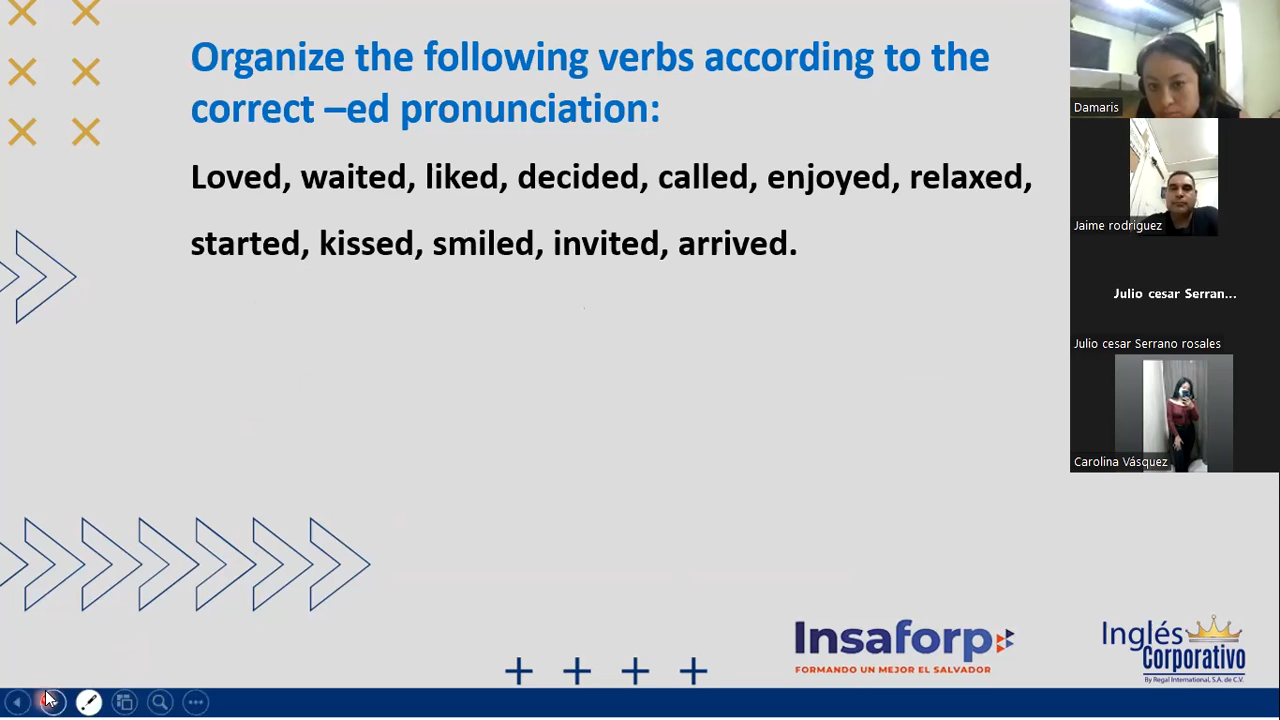 Organize the following verbs according to the
correct –ed pronunciation:
Loved, waited, liked, decided, called, enjoyed, relaxed,
started, kissed, smiled, invited, arrived.
Damaris
Jaime rodriguez
Julio cesar Serran...
Julio cesar Serrano rosales
Carolina Vásquez
Insaforp
FORMANDO UN MEJOR EL SALVADOR
Inglés
Corporativo
By Regal International, S.A. de C.V.